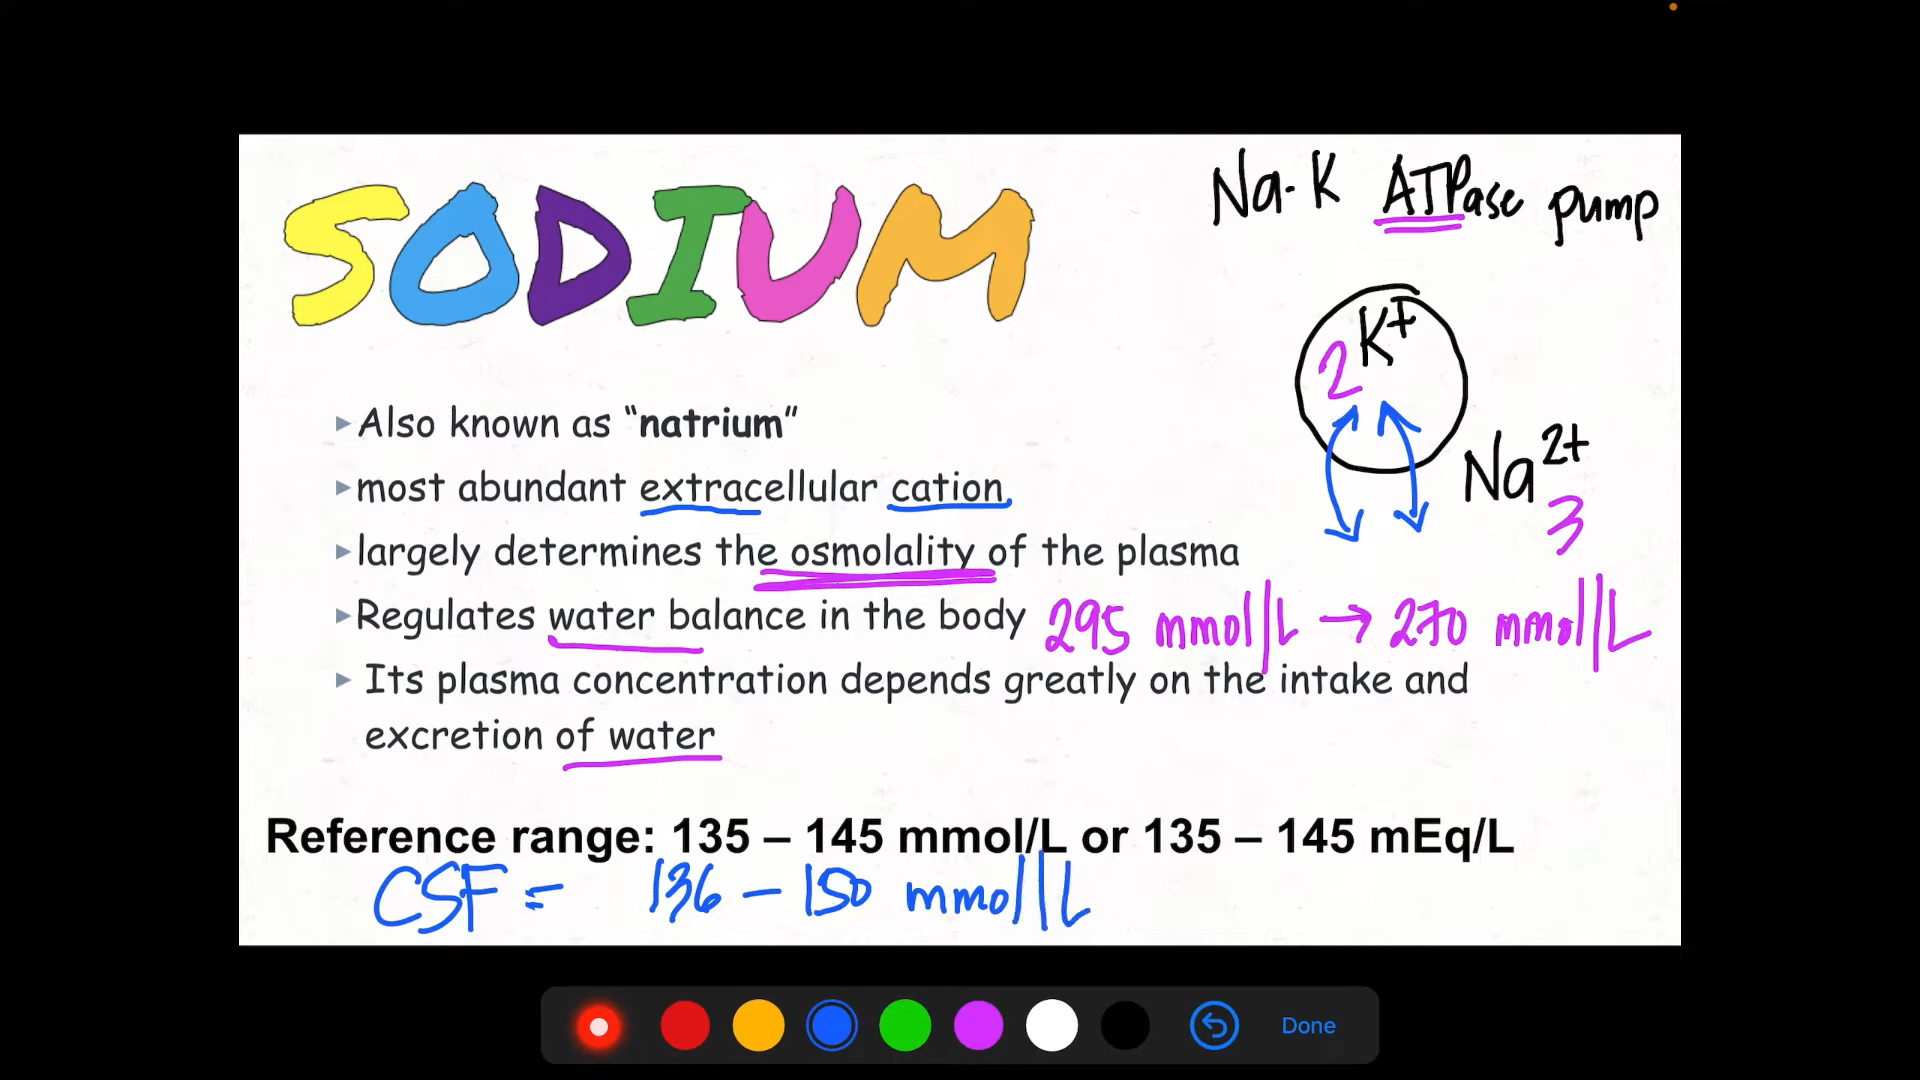 SODIUM
Na-K ATPase pump
2 K+
Na2+
3
▸Also known as “natrium”
▸most abundant extracellular cation
▸largely determines the osmolality of the plasma
▸Regulates water balance in the body
295 mmol/L → 270 mmol/L
▸Its plasma concentration depends greatly on the intake and
excretion of water
Reference range: 135 – 145 mmol/L or 135 – 145 mEq/L
CSF = 136 – 150 mmol/L
Done